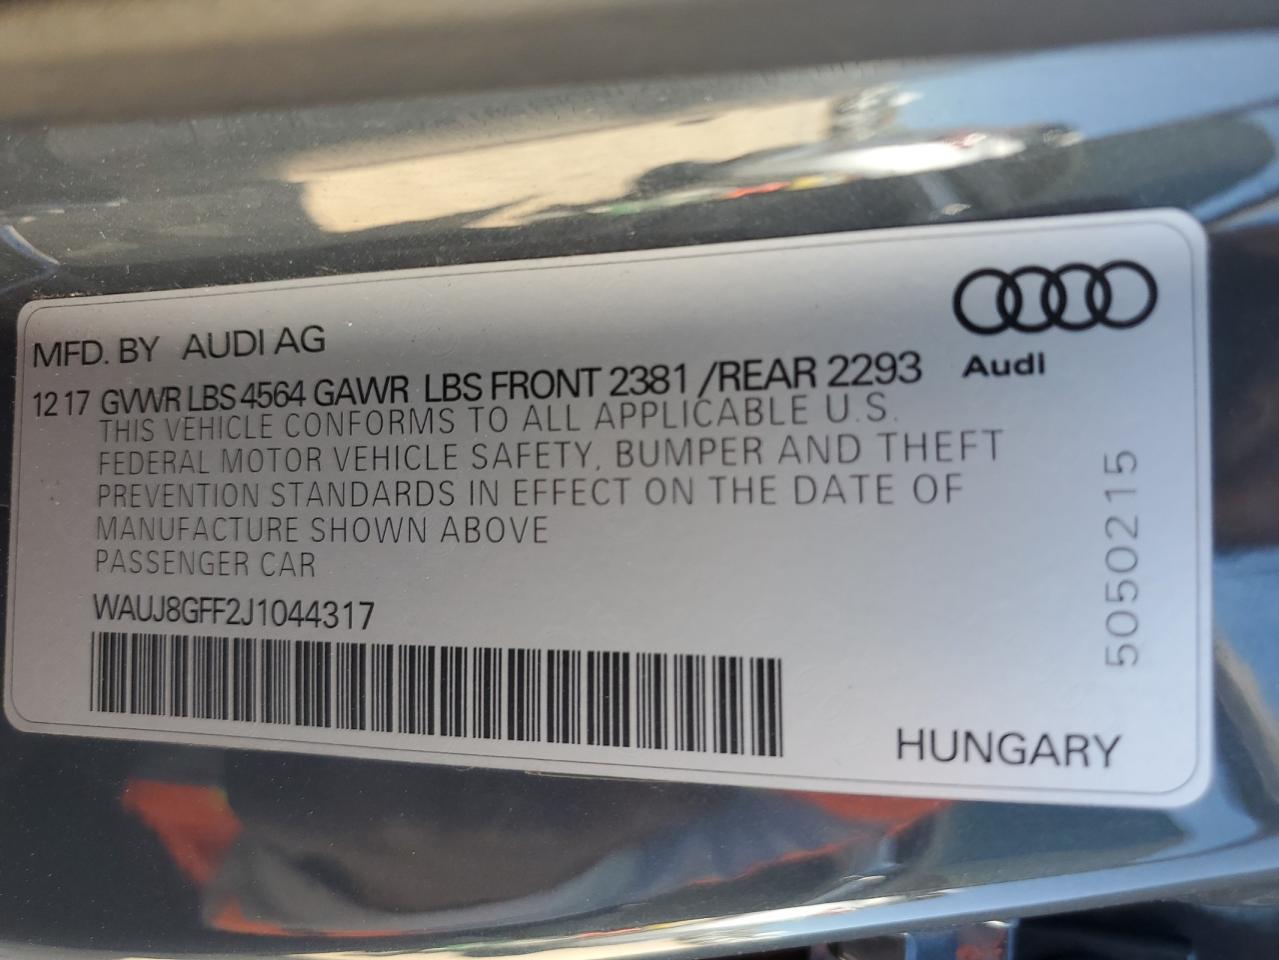 MFD. BY AUDI AG
12 17 GVWR LBS 4564 GAWR LBS FRONT 2381 /REAR 2293
THIS VEHICLE CONFORMS TO ALL APPLICABLE U.S.
FEDERAL MOTOR VEHICLE SAFETY, BUMPER AND THEFT
PREVENTION STANDARDS IN EFFECT ON THE DATE OF
MANUFACTURE SHOWN ABOVE
PASSENGER CAR
WAUJ8GFF2J1044317
Audi
5050215
HUNGARY